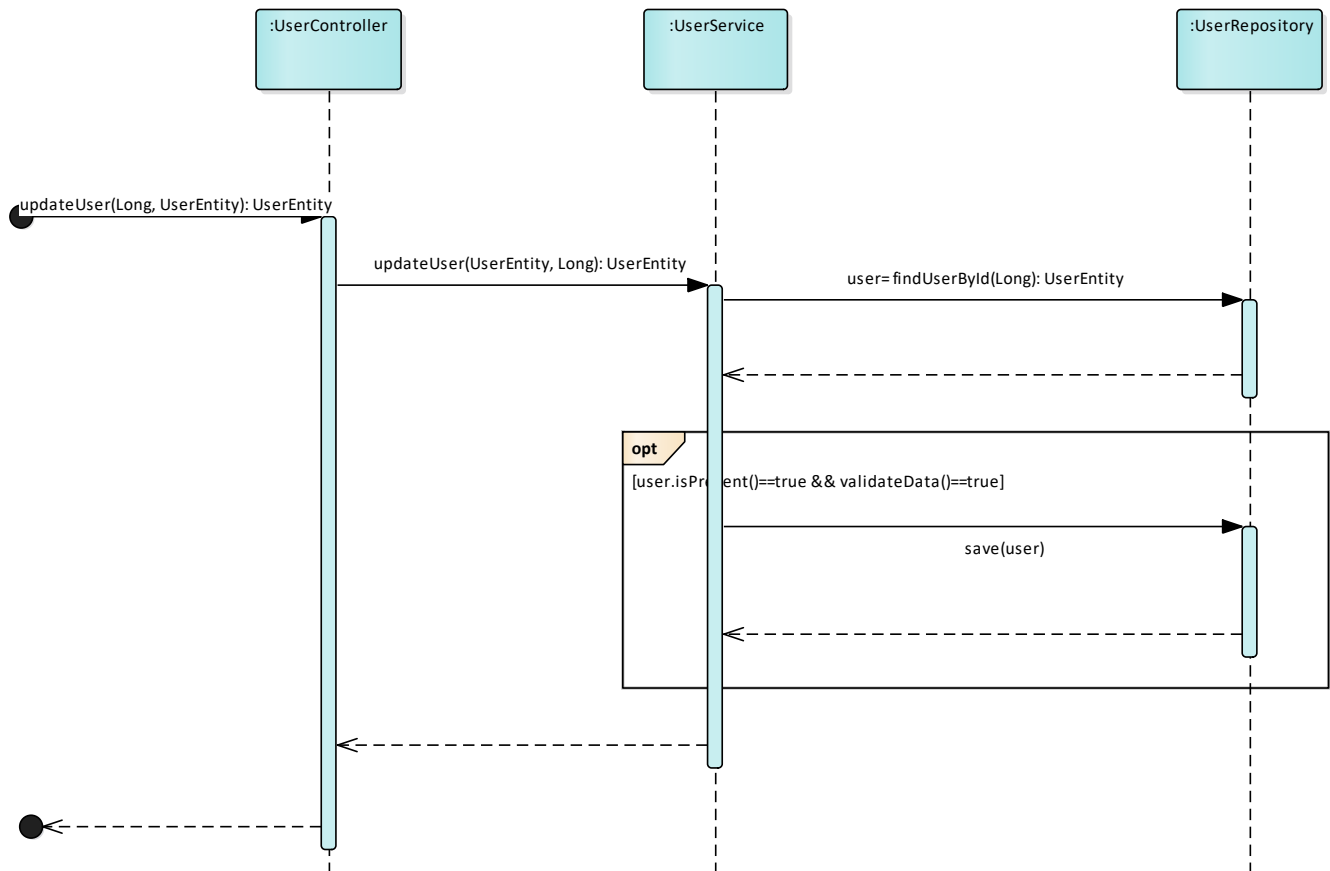 :UserController
:UserService
:UserRepository
updateUser(Long, UserEntity): UserEntity
updateUser(UserEntity, Long): UserEntity
user= findUserById(Long): UserEntity
opt
[user.isPresent()==true && validateData()==true]
save(user)